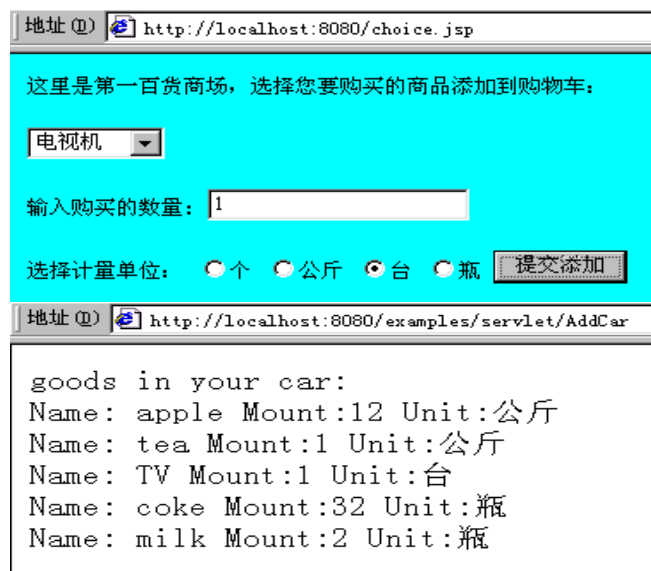 地址(D) http://localhost:8080/choice.jsp
这里是第一百货商场，选择您要购买的商品添加到购物车：
电视机
输入购买的数量：1
选择计量单位： 个 公斤 台 瓶 提交添加
地址(D) http://localhost:8080/examples/servlet/AddCar
goods in your car:
Name: apple Mount:12 Unit:公斤
Name: tea Mount:1 Unit:公斤
Name: TV Mount:1 Unit:台
Name: coke Mount:32 Unit:瓶
Name: milk Mount:2 Unit:瓶